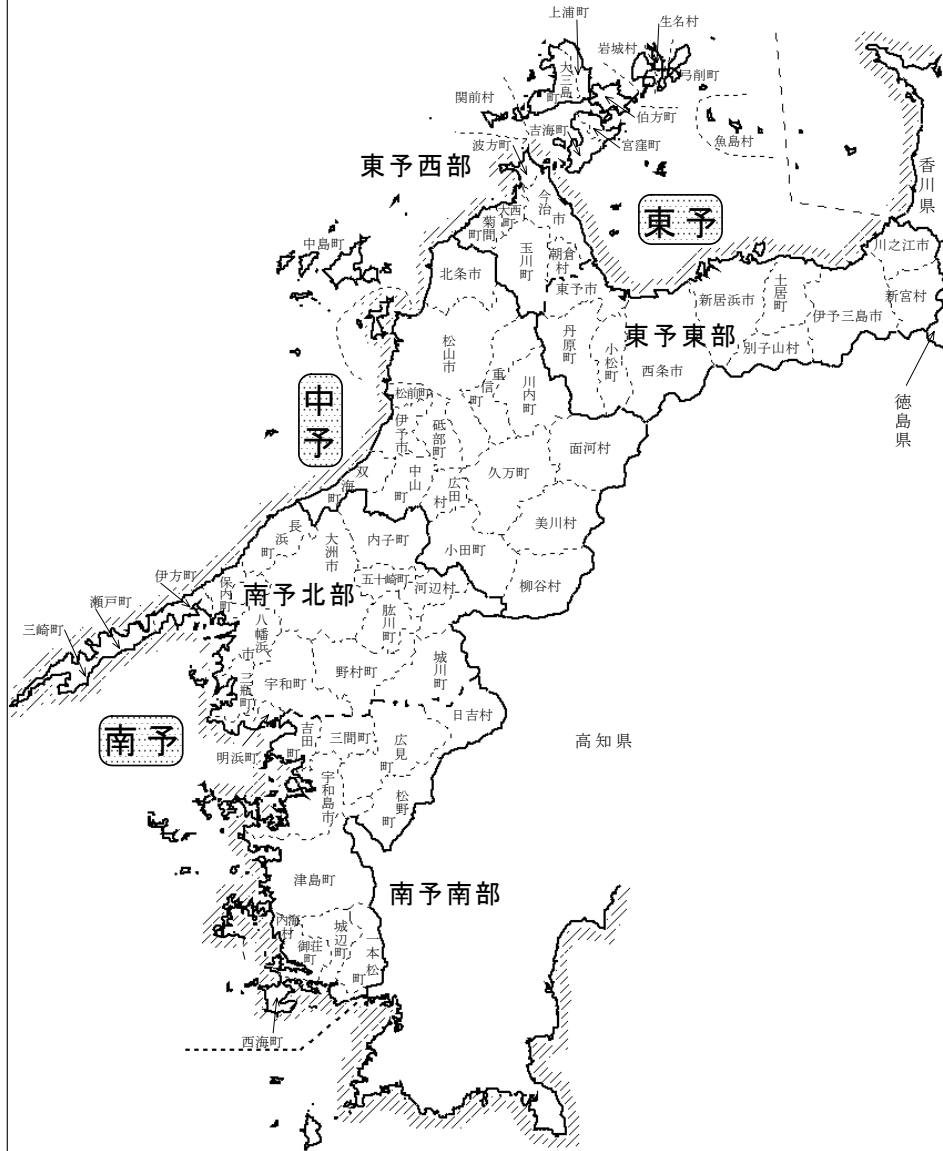 上浦町
生名村
岩城村
大三島町
弓削町
関前村
伯方町
吉海町
宮窪町
魚島村
波方町
東予西部
香川県
今治市
東予
大西町
菊間町
中島町
玉川町
朝倉村
川之江市
北条市
東予市
土居町
新居浜市
新宮村
伊予三島市
丹原町
東予東部
小松町
別子山村
松山市
西条市
重信町
川内町
中予
松前町
徳島県
伊予市
砥部町
面河村
双海町
中山町
広田村
久万町
長浜町
大洲市
内子町
美川村
小田町
伊方町
保内町
南予北部
五十崎町
河辺村
柳谷村
瀬戸町
肱川町
三崎町
八幡浜市
城川町
三瓶町
宇和町
野村町
日吉村
南予
明浜町
吉田町
三間町
広見町
高知県
宇和島市
松野町
津島町
南予南部
内海村
城辺町
御荘町
一本松町
西海町